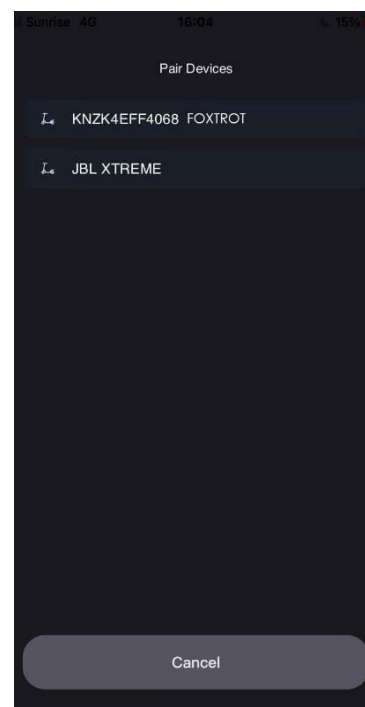 Sunrise 4G 16:04 15%
Pair Devices
KNZK4EFF4068 FOXTROT
JBL XTREME
Cancel